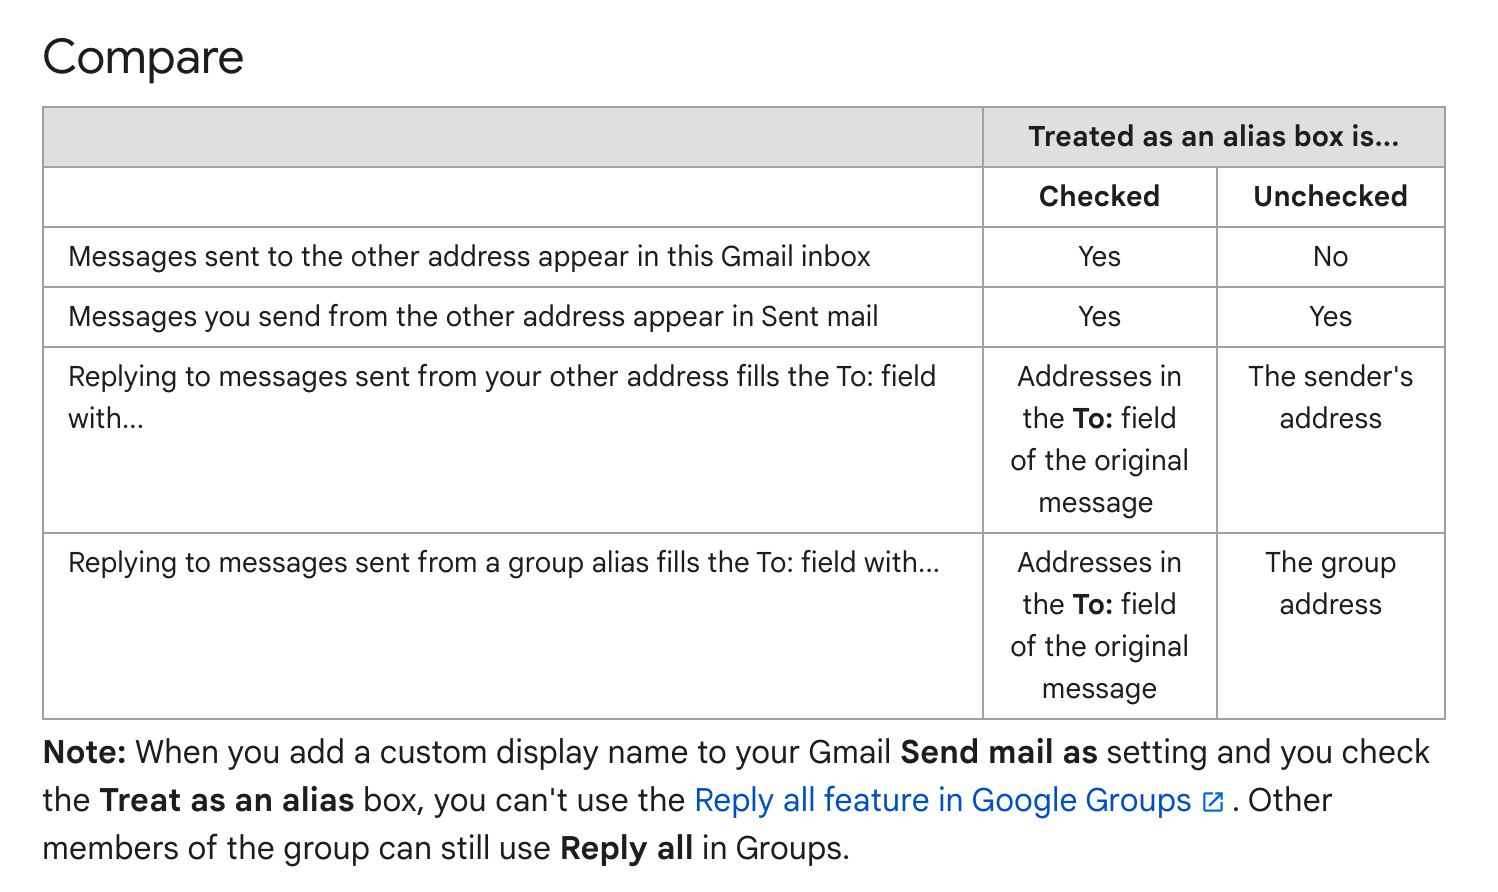 Compare
Treated as an alias box is...
Checked Unchecked
Messages sent to the other address appear in this Gmail inbox Yes No
Messages you send from the other address appear in Sent mail Yes Yes
Replying to messages sent from your other address fills the To: field
with...
Addresses in
the To: field
of the original
message
The sender's
address
Replying to messages sent from a group alias fills the To: field with...
Addresses in
the To: field
of the original
message
The group
address
Note: When you add a custom display name to your Gmail Send mail as setting and you check
the Treat as an alias box, you can't use the Reply all feature in Google Groups . Other
members of the group can still use Reply all in Groups.